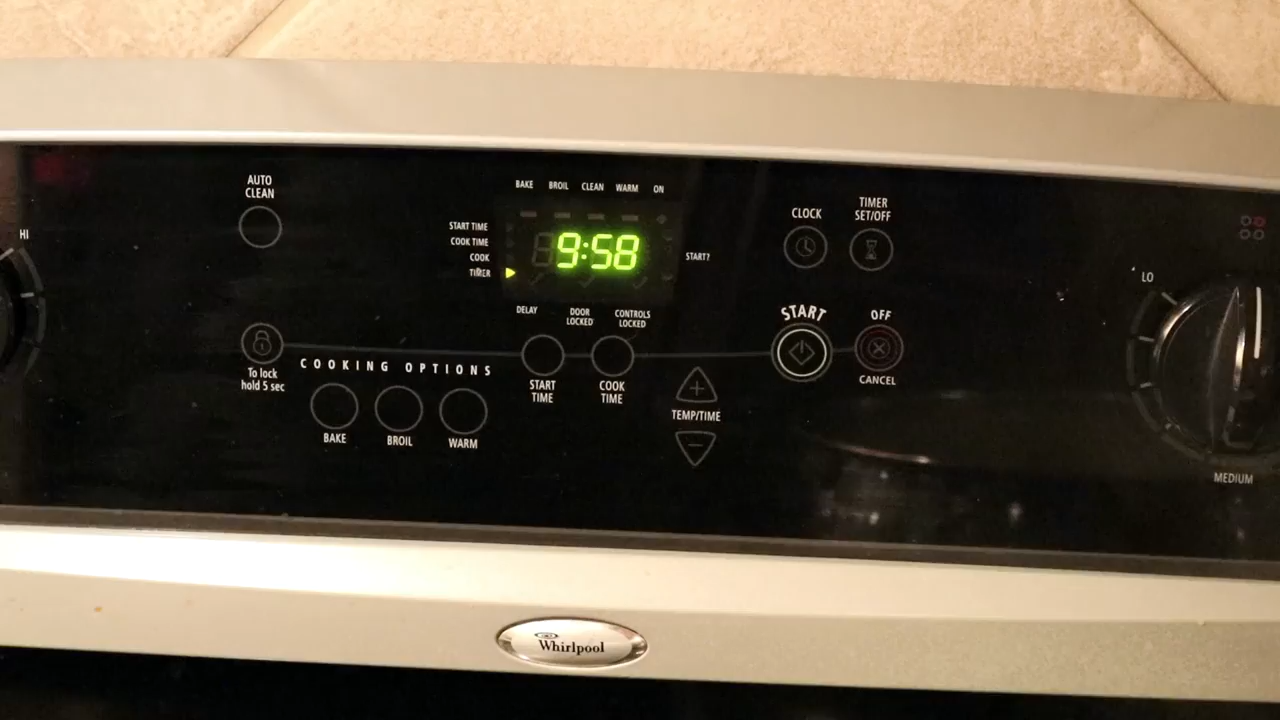 AUTO
CLEAN
HI
BAKE BROIL CLEAN WARM ON
START TIME
COOK TIME
COOK
TIMER
9:58
START?
DELAY
DOOR
LOCKED
CONTROLS
LOCKED
CLOCK
TIMER
SET/OFF
LO
START
OFF
CANCEL
To lock
hold 5 sec
COOKING OPTIONS
START
TIME
COOK
TIME
TEMP/TIME
BAKE
BROIL
WARM
MEDIUM
Whirlpool